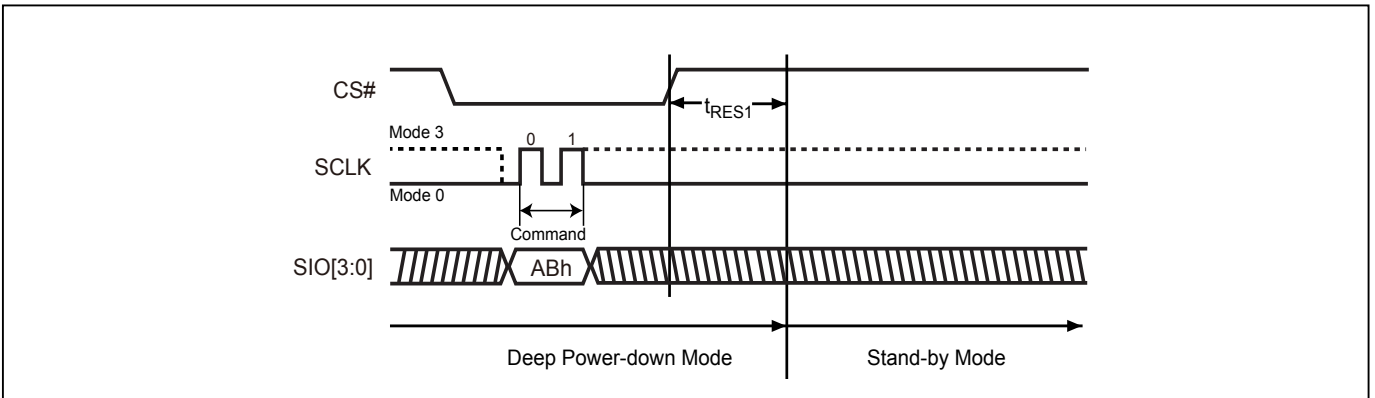 CS#
tRES1
Mode 3
0 1
SCLK
Mode 0
Command
SIO[3:0]
ABh
Deep Power-down Mode
Stand-by Mode